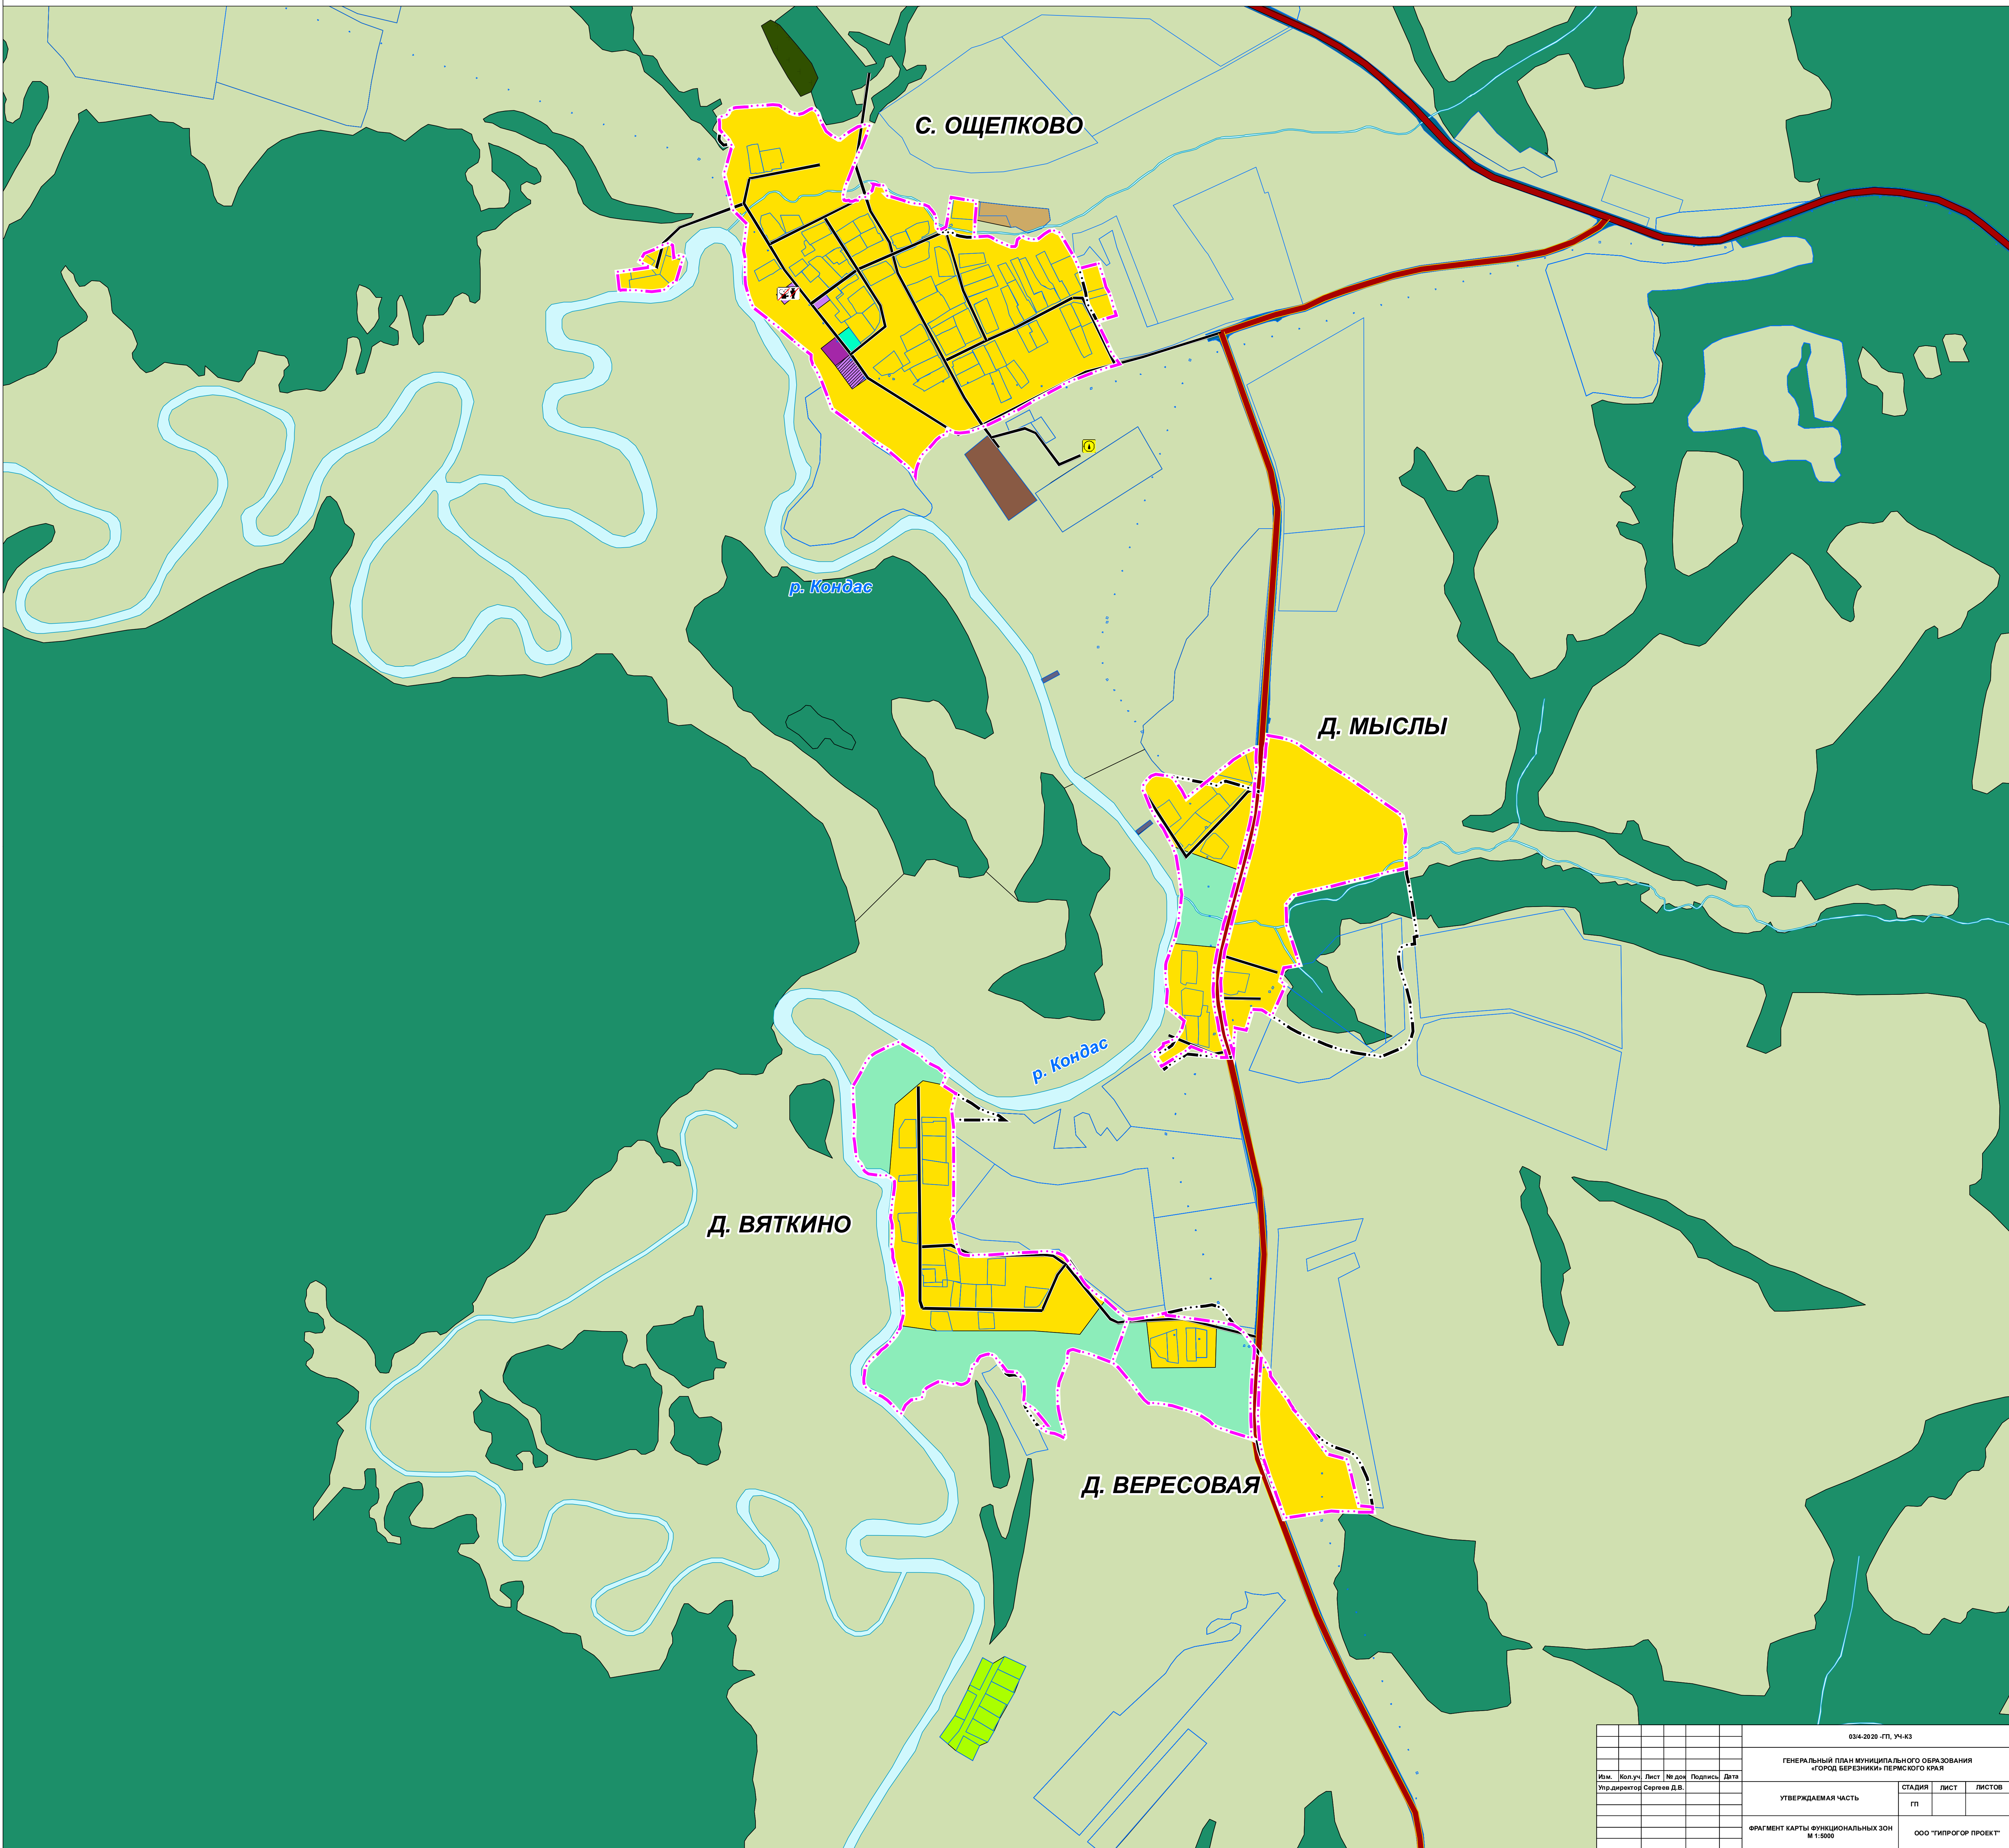 С. ОЩЕПКОВО
р. Кондас
Д. МЫСЛЫ
р. Кондас
Д. ВЯТКИНО
Д. ВЕРЕСОВАЯ
03/4-2020 -ГП, УЧ-КЗ
ГЕНЕРАЛЬНЫЙ ПЛАН МУНИЦИПАЛЬНОГО ОБРАЗОВАНИЯ
«ГОРОД БЕРЕЗНИКИ» ПЕРМСКОГО КРАЯ
Изм. Кол.уч Лист № док Подпись Дата
Упр.директор Сергеев Д.В.
УТВЕРЖДАЕМАЯ ЧАСТЬ
СТАДИЯ ЛИСТ ЛИСТОВ
ГП
ФРАГМЕНТ КАРТЫ ФУНКЦИОНАЛЬНЫХ ЗОН
М 1:5000
ООО "ГИПРОГОР ПРОЕКТ"